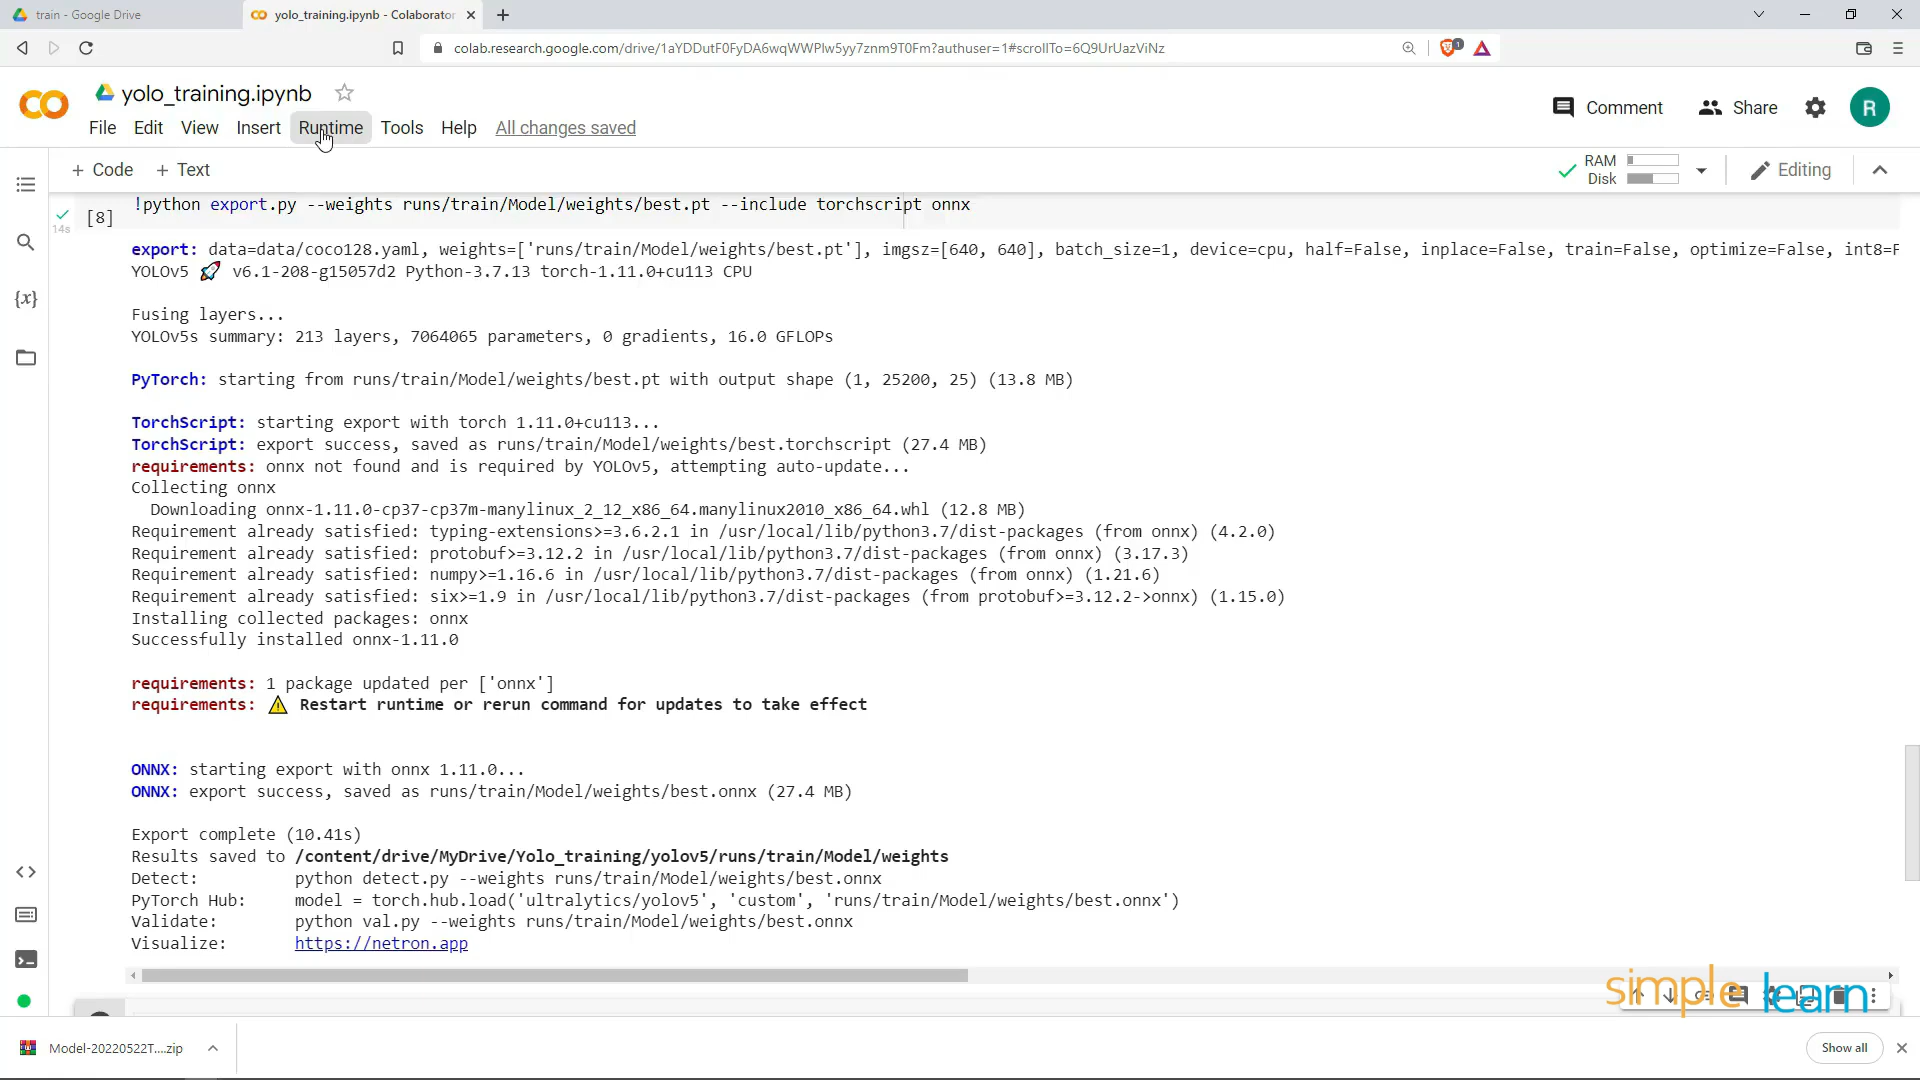 train - Google Drive
yolo_training.ipynb - Colaborator
colab.research.google.com/drive/1aYDDutF0FyDA6wqWWPlw5yy7znm9T0Fm?authuser=1#scrollTo=6Q9UrUazViNz
1
yolo_training.ipynb
Comment
Share
R
File Edit View Insert Runtime Tools Help All changes saved
+ Code + Text
RAM
Disk
Editing
{x}
14s
[8]
!python export.py --weights runs/train/Model/weights/best.pt --include torchscript onnx
export: data=data/coco128.yaml, weights=['runs/train/Model/weights/best.pt'], imgsz=[640, 640], batch_size=1, device=cpu, half=False, inplace=False, train=False, optimize=False, int8=F
YOLOv5 🚀 v6.1-208-g15057d2 Python-3.7.13 torch-1.11.0+cu113 CPU
Fusing layers...
YOLOv5s summary: 213 layers, 7064065 parameters, 0 gradients, 16.0 GFLOPs
PyTorch: starting from runs/train/Model/weights/best.pt with output shape (1, 25200, 25) (13.8 MB)
TorchScript: starting export with torch 1.11.0+cu113...
TorchScript: export success, saved as runs/train/Model/weights/best.torchscript (27.4 MB)
requirements: onnx not found and is required by YOLOv5, attempting auto-update...
Collecting onnx
Downloading onnx-1.11.0-cp37-cp37m-manylinux_2_12_x86_64.manylinux2010_x86_64.whl (12.8 MB)
Requirement already satisfied: typing-extensions>=3.6.2.1 in /usr/local/lib/python3.7/dist-packages (from onnx) (4.2.0)
Requirement already satisfied: protobuf>=3.12.2 in /usr/local/lib/python3.7/dist-packages (from onnx) (3.17.3)
Requirement already satisfied: numpy>=1.16.6 in /usr/local/lib/python3.7/dist-packages (from onnx) (1.21.6)
Requirement already satisfied: six>=1.9 in /usr/local/lib/python3.7/dist-packages (from protobuf>=3.12.2->onnx) (1.15.0)
Installing collected packages: onnx
Successfully installed onnx-1.11.0
requirements: 1 package updated per ['onnx']
requirements: ⚠ Restart runtime or rerun command for updates to take effect
ONNX: starting export with onnx 1.11.0...
ONNX: export success, saved as runs/train/Model/weights/best.onnx (27.4 MB)
Export complete (10.41s)
Results saved to /content/drive/MyDrive/Yolo_training/yolov5/runs/train/Model/weights
Detect: python detect.py --weights runs/train/Model/weights/best.onnx
PyTorch Hub: model = torch.hub.load('ultralytics/yolov5', 'custom', 'runs/train/Model/weights/best.onnx')
Validate: python val.py --weights runs/train/Model/weights/best.onnx
Visualize: https://netron.app
simplelearn
Model-20220522T....zip
Show all